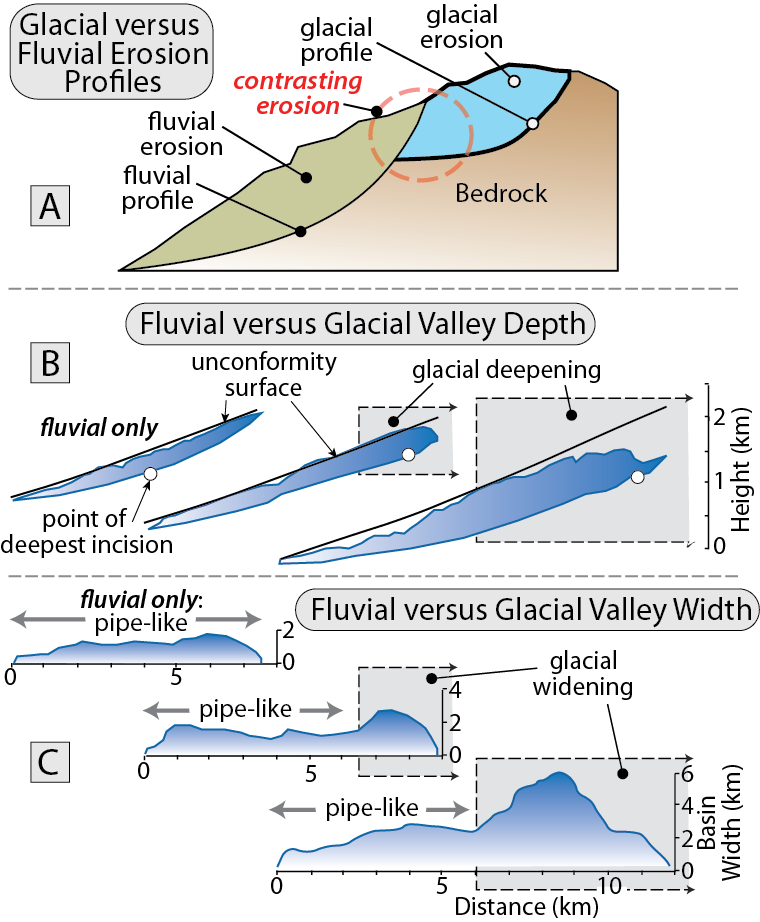 Glacial versus
Fluvial Erosion
Profiles
glacial
profile
glacial
erosion
contrasting
erosion
fluvial
erosion
fluvial
profile
A
Bedrock
Fluvial versus Glacial Valley Depth
B
unconformity
surface
glacial deepening
fluvial only
point of
deepest incision
2
1
0
Height (km)
fluvial only:
pipe-like
Fluvial versus Glacial Valley Width
2
0
0
5
glacial
widening
pipe-like
4
2
0
0
5
C
pipe-like
6
4
2
0
Basin
Width (km)
0
5
10
Distance (km)